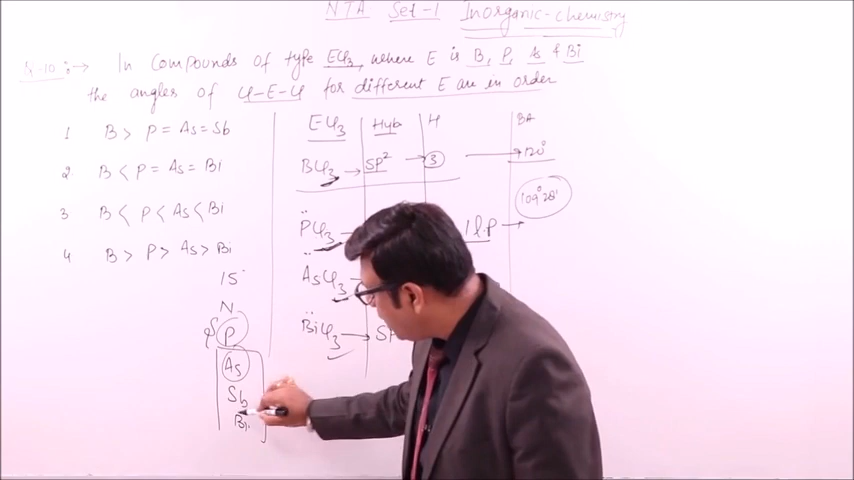 NTA Set-1 Inorganic-chemistry
Q-10:→ In compounds of type ECl3, where E is B, P, As & Bi
the angles of Cl-E-Cl for different E are in order
1 B > P = As = Sb
2 B < P = As = Bi
3 B < P < As < Bi
4 B > P > As > Bi
ECl3 Hyb BA
BCl3 → SP² → 3 → 120°
PCl3 1 l.p → 109°28'
AsCl3
BiCl3 →
15
N
P
As
Sb
Bi